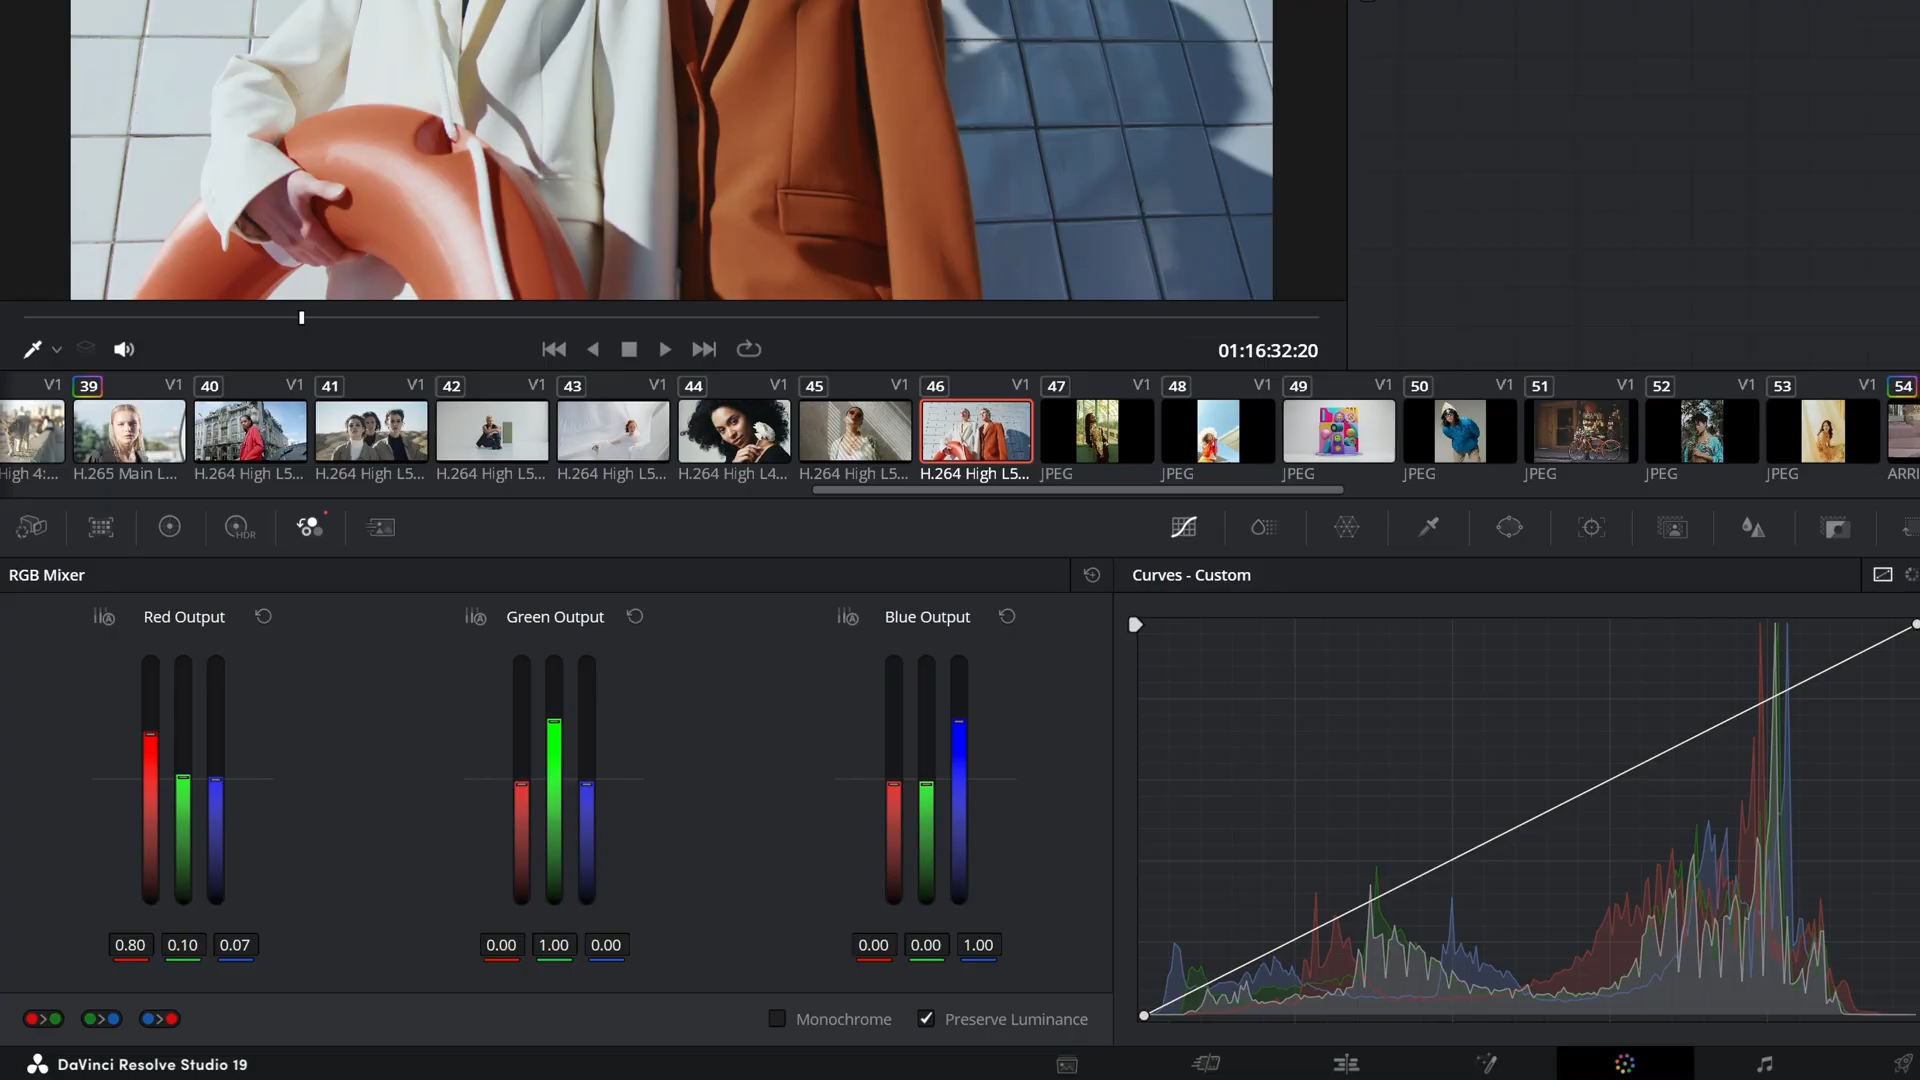 01:16:32:20
V1 39 V1 40 V1 41 V1 42 V1 43 V1 44 V1 45 V1 46 V1 47 V1 48 V1 49 V1 50 V1 51 V1 52 V1 53 V1 54
High 4:... H.265 Main L... H.264 High L5... H.264 High L5... H.264 High L5... H.264 High L5... H.264 High L4... H.264 High L5... H.264 High L5... JPEG JPEG JPEG JPEG JPEG JPEG JPEG ARRI
HDR
RGB Mixer
Curves - Custom
Red Output Green Output Blue Output
0.80 0.10 0.07 0.00 1.00 0.00 0.00 0.00 1.00
Monochrome Preserve Luminance
DaVinci Resolve Studio 19